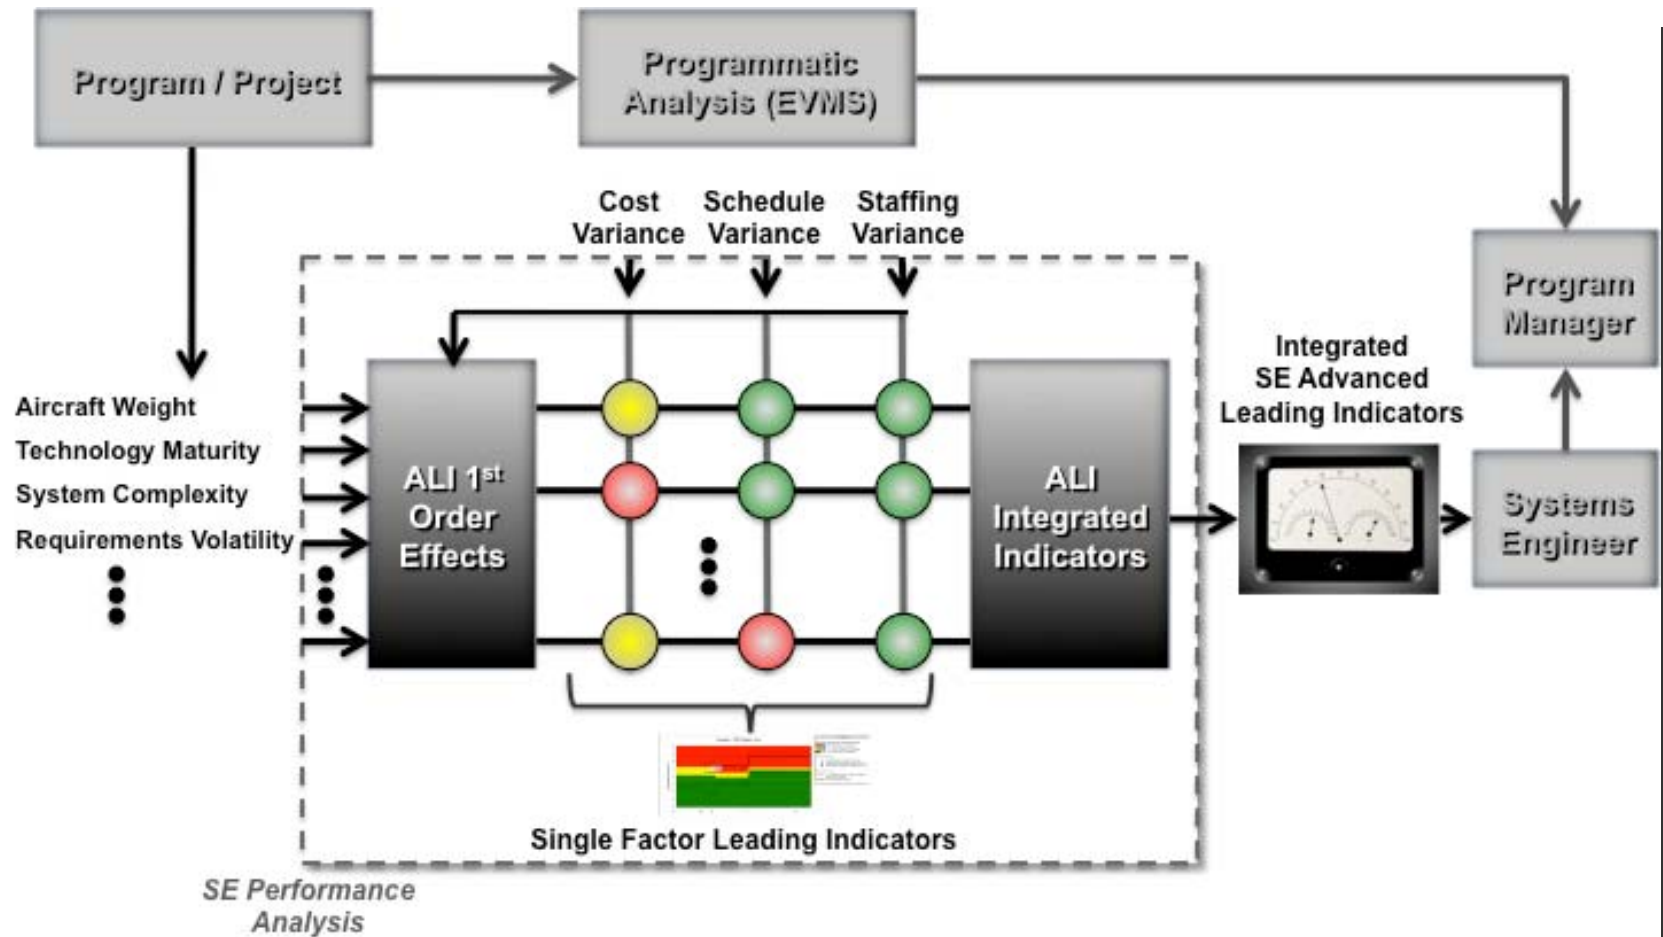 Program / Project
Programmatic
Analysis (EVMS)
Cost
Variance
Schedule
Variance
Staffing
Variance
Program
Manager
Integrated
SE Advanced
Leading Indicators
Aircraft Weight
Technology Maturity
System Complexity
Requirements Volatility
ALI 1st
Order
Effects
ALI
Integrated
Indicators
Systems
Engineer
Single Factor Leading Indicators
SE Performance
Analysis